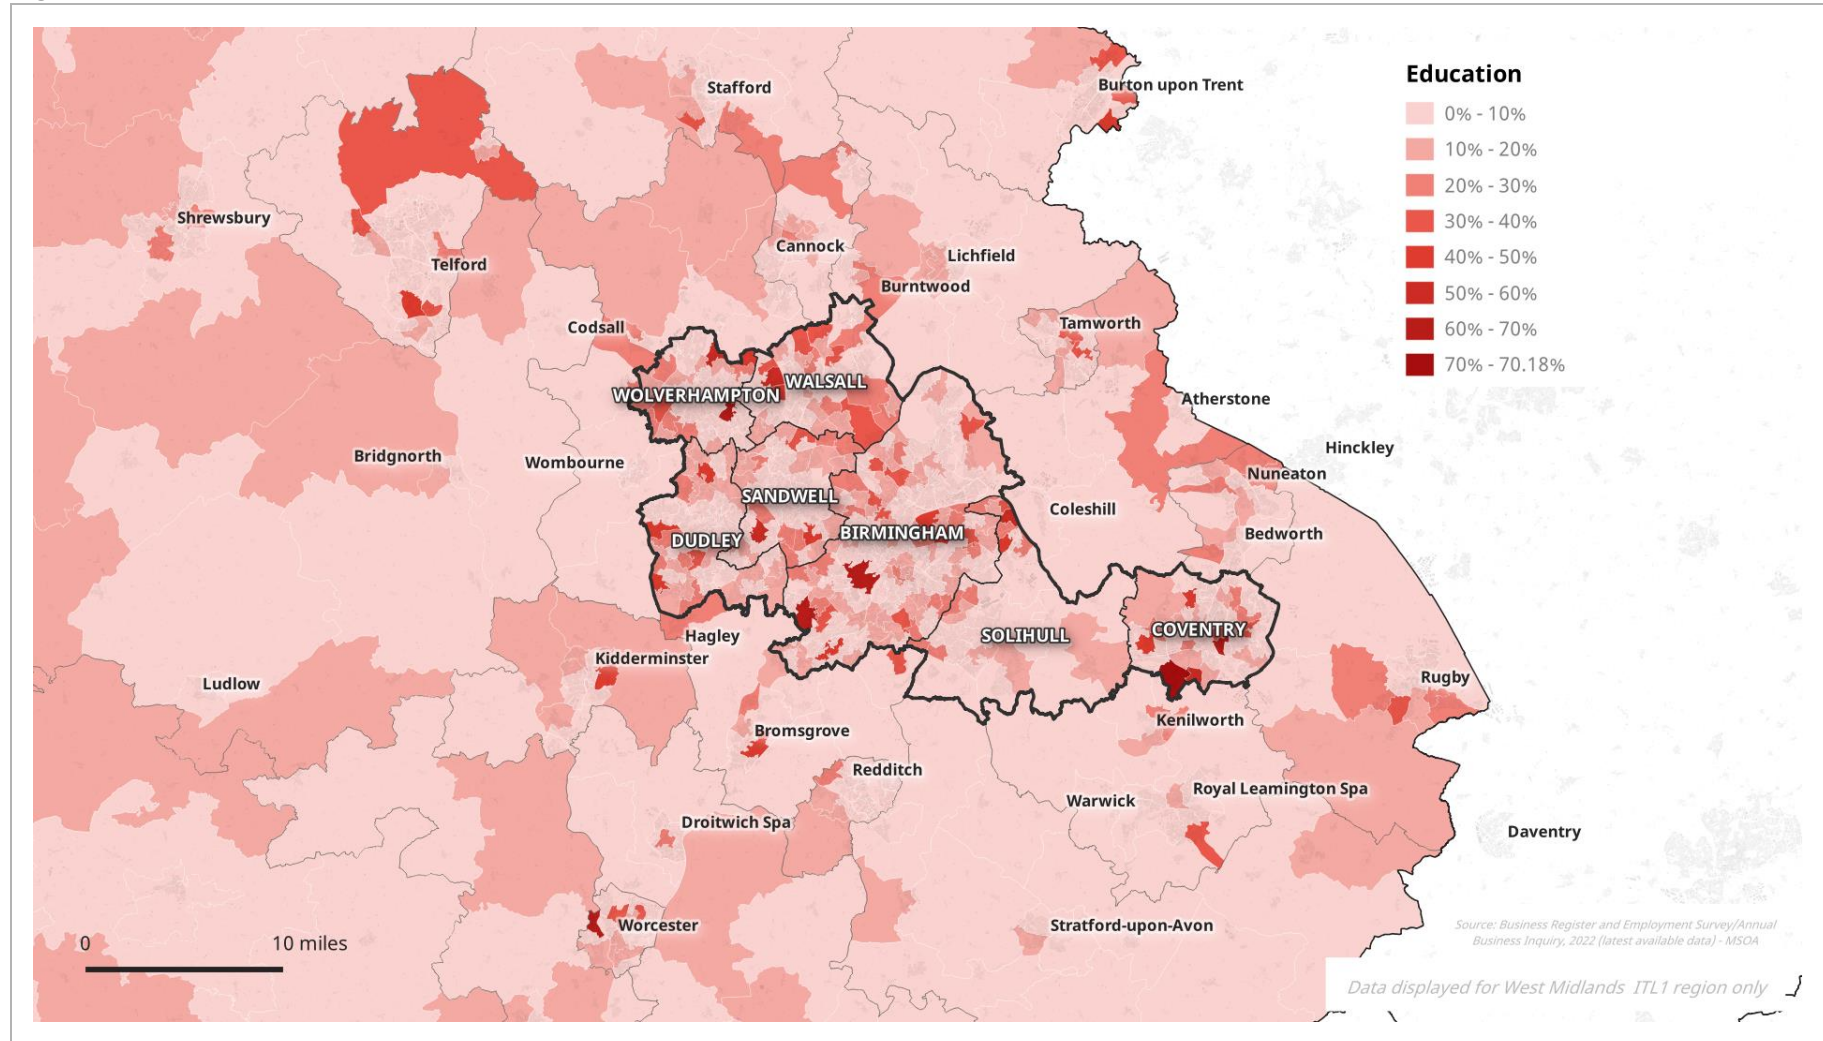 Education
0% - 10%
10% - 20%
20% - 30%
30% - 40%
40% - 50%
50% - 60%
60% - 70%
70% - 70.18%
Stafford
Burton upon Trent
Shrewsbury
Telford
Cannock
Lichfield
Burntwood
Codsall
Tamworth
WOLVERHAMPTON
WALSALL
Atherstone
Hinckley
Bridgnorth
Wombourne
Nuneaton
SANDWELL
Coleshill
DUDLEY
BIRMINGHAM
Bedworth
Hagley
SOLIHULL
COVENTRY
Kidderminster
Ludlow
Rugby
Kenilworth
Bromsgrove
Redditch
Royal Leamington Spa
Warwick
Droitwich Spa
Daventry
Worcester
Stratford-upon-Avon
0 10 miles
Source: Business Register and Employment Survey/Annual
Business Inquiry, 2022 (latest available data) - MSOA
Data displayed for West Midlands ITL1 region only